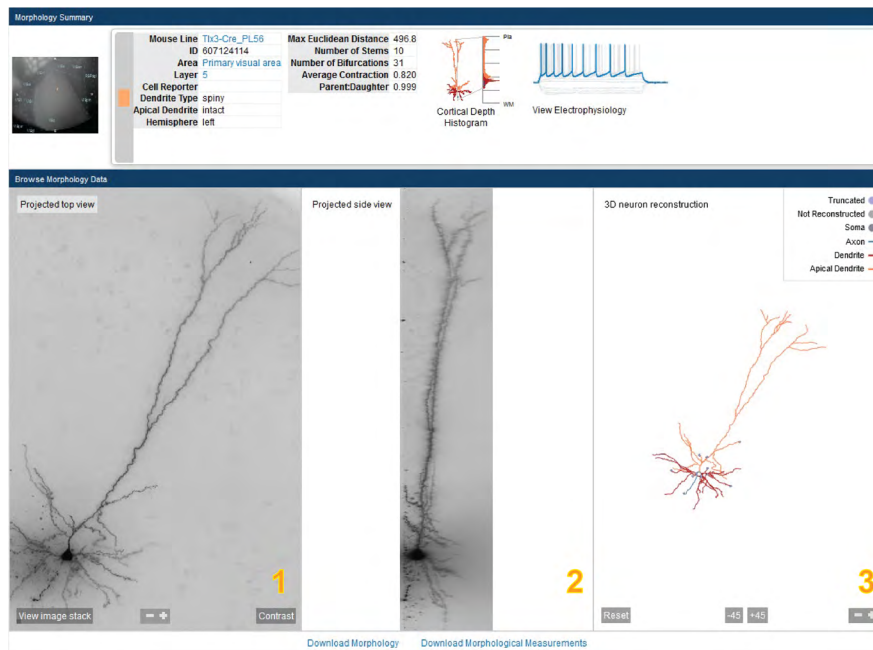 Morphology Summary
Mouse Line Tlx3-Cre_PL56
ID 607124114
Area Primary visual area
Layer 5
Cell Reporter
Dendrite Type spiny
Apical Dendrite intact
Hemisphere left
Max Euclidean Distance 496.8
Number of Stems 10
Number of Bifurcations 31
Average Contraction 0.820
Parent:Daughter 0.999
Pia
WM
Cortical Depth
Histogram
View Electrophysiology
Browse Morphology Data
Projected top view
Projected side view
3D neuron reconstruction
Truncated
Not Reconstructed
Soma
Axon
Dendrite
Apical Dendrite
1
2
3
View image stack
Contrast
Reset
-45 +45
Download Morphology Download Morphological Measurements